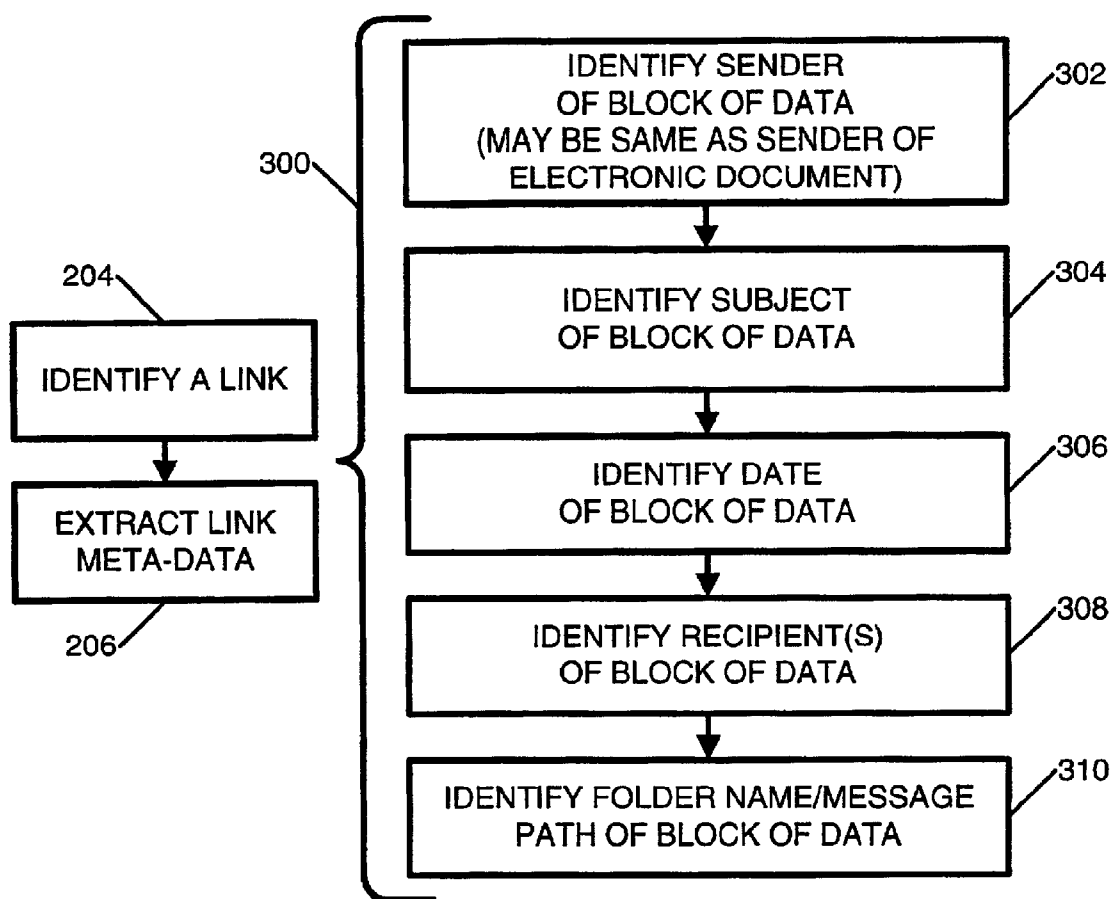 204
IDENTIFY A LINK
EXTRACT LINK
META-DATA
206
300
IDENTIFY SENDER
OF BLOCK OF DATA
(MAY BE SAME AS SENDER OF
ELECTRONIC DOCUMENT)
302
IDENTIFY SUBJECT
OF BLOCK OF DATA
304
IDENTIFY DATE
OF BLOCK OF DATA
306
IDENTIFY RECIPIENT(S)
OF BLOCK OF DATA
308
IDENTIFY FOLDER NAME/MESSAGE
PATH OF BLOCK OF DATA
310